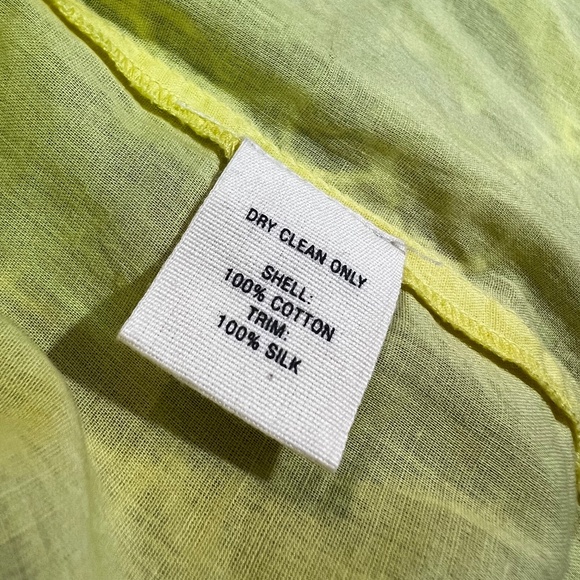 DRY CLEAN ONLY
SHELL:
100% COTTON
TRIM:
100% SILK